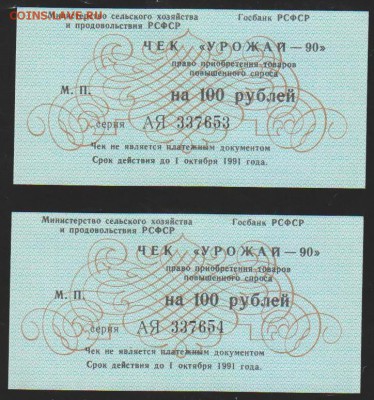 COINSS.AVE.RU
Министерство сельского хозяйства
и продовольствия РСФСР
Госбанк РСФСР
ЧЕК «УРОЖАЙ—90»
право приобретения товаров
повышенного спроса
М. П.
на 100 рублей
серия АЯ 337653
Чек не является платежным документом
Срок действия до 1 октября 1991 года.
Министерство сельского хозяйства
и продовольствия РСФСР
Госбанк РСФСР
ЧЕК «УРОЖАЙ—90»
право приобретения товаров
повышенного спроса
М. П.
на 100 рублей
серия АЯ 337654
Чек не является платежным документом
Срок действия до 1 октября 1991 года.